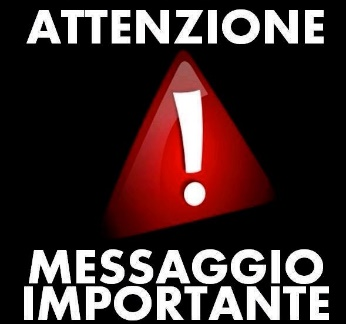 ATTENZIONE
!
MESSAGGIO
IMPORTANTE